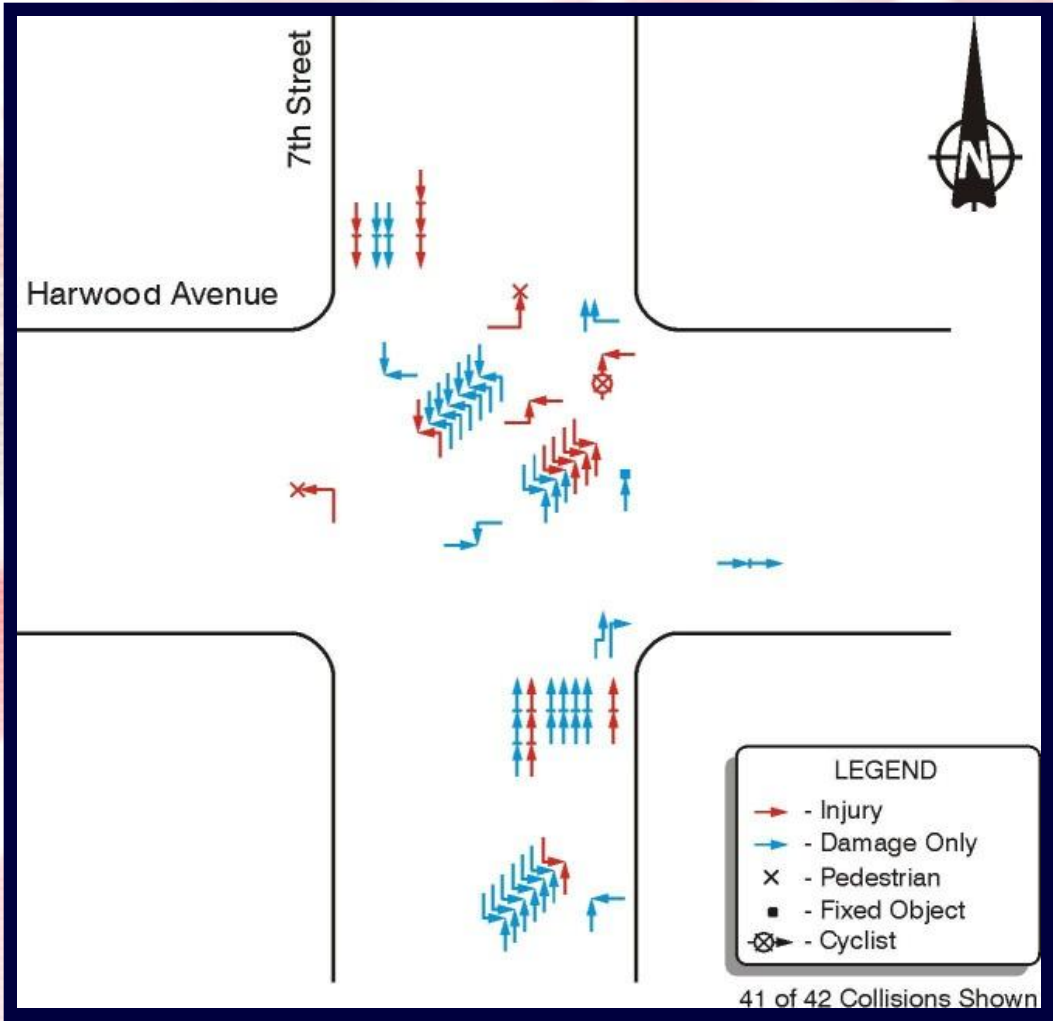 7th Street
N
Harwood Avenue
LEGEND
- Injury
- Damage Only
- Pedestrian
- Fixed Object
- Cyclist
41 of 42 Collisions Shown